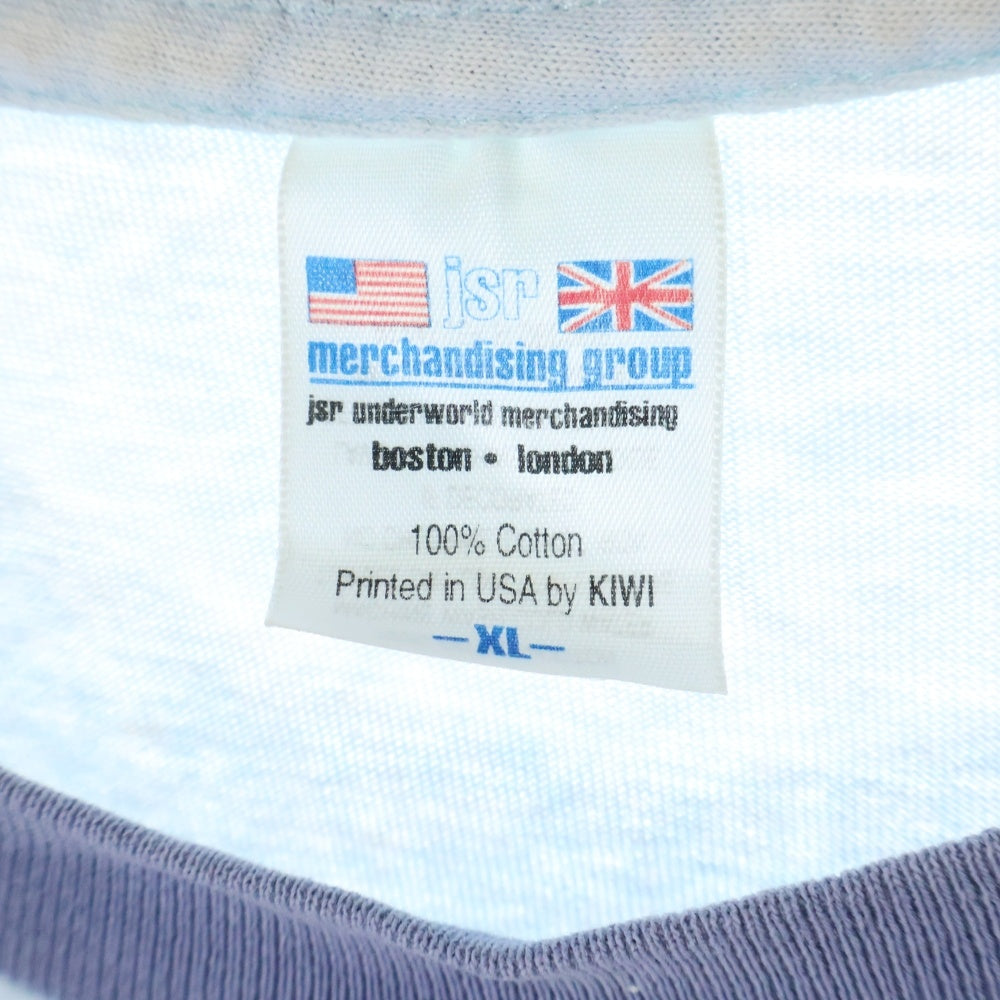 jsr
merchandising group
jsr underworld merchandising
boston • london
100% Cotton
Printed in USA by KIWI
—XL—